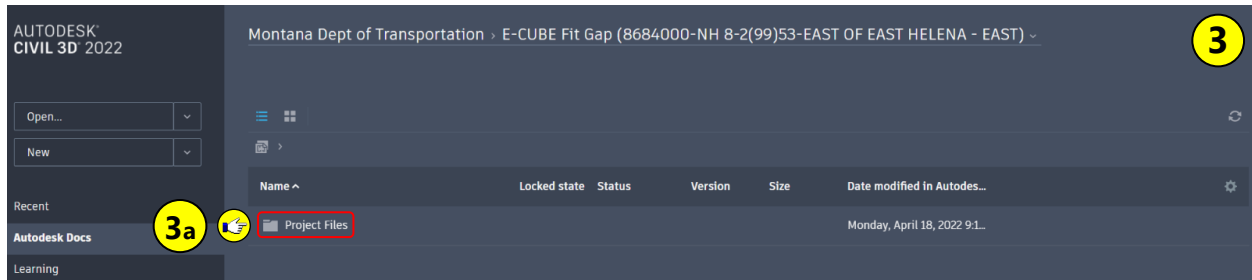 AUTODESK®
CIVIL 3D® 2022
Montana Dept of Transportation › E-CUBE Fit Gap (8684000-NH 8-2(99)53-EAST OF EAST HELENA - EAST)
3
Open...
New
Name Locked state Status Version Size Date modified in Autodes...
Recent
3a
Project Files Monday, April 18, 2022 9:1...
Autodesk Docs
Learning